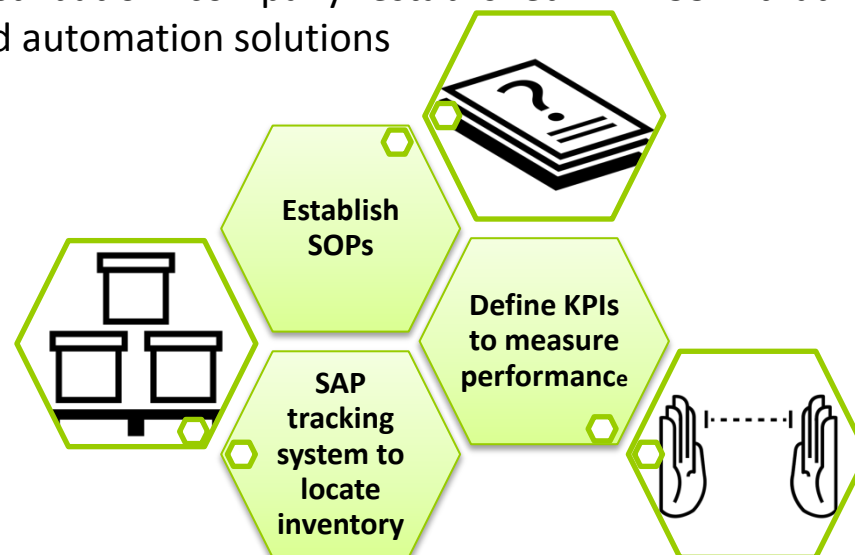 d automation solutions
Establish
SOPs
Define KPIs
to measure
performance
SAP
tracking
system to
locate
inventory